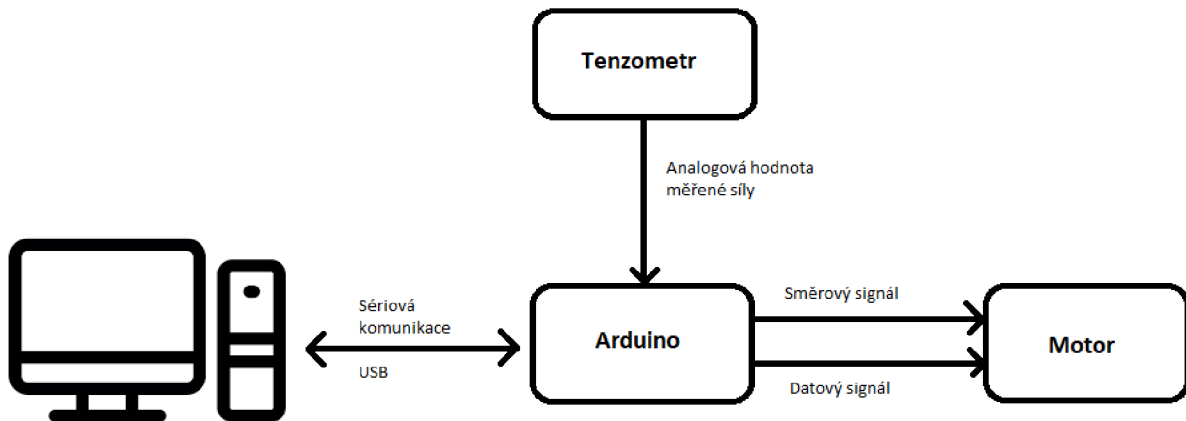 Tenzometr
Analogová hodnota
měřené síly
Sériová
komunikace
USB
Arduino
Směrový signál
Datový signál
Motor